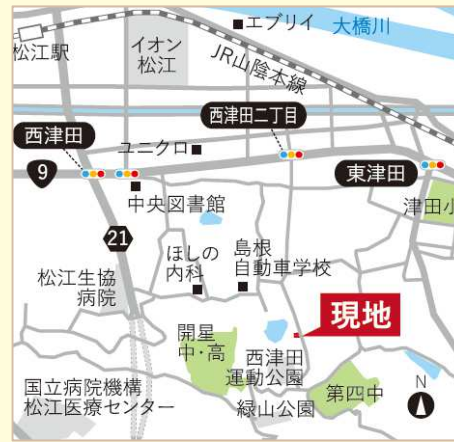 エブリイ
大橋川
松江駅
イオン
松江
JR山陰本線
西津田二丁目
西津田
ユニクロ
9
東津田
中央図書館
津田小
21
ほしの
内科
島根
自動車学校
松江生協
病院
現地
開星
中・高
西津田
運動公園
国立病院機構
松江医療センター
緑山公園
第四中
N